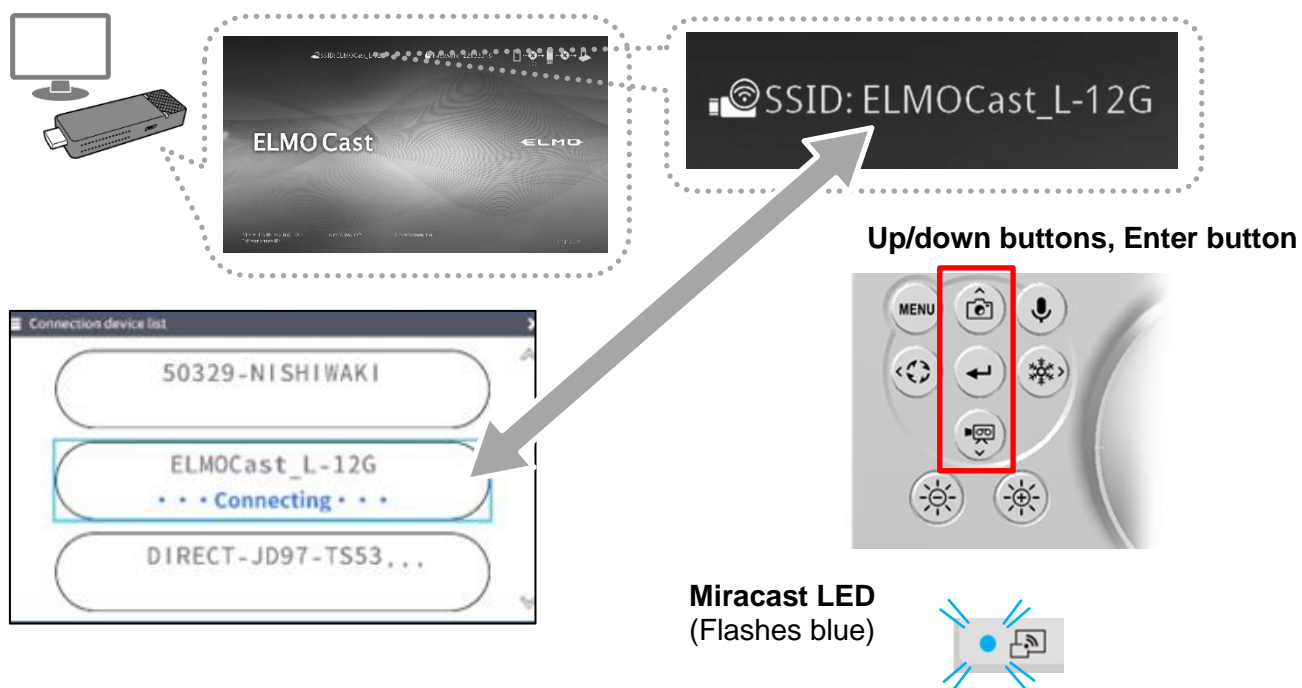 SSID: ELMOCast_L-12G
ELMO Cast
ELMO
Up/down buttons, Enter button
MENU
Connection device list
50329-NISHIWAKI
ELMOCast_L-12G
・・・Connecting・・・
DIRECT-JD97-TS53...
Miracast LED
(Flashes blue)